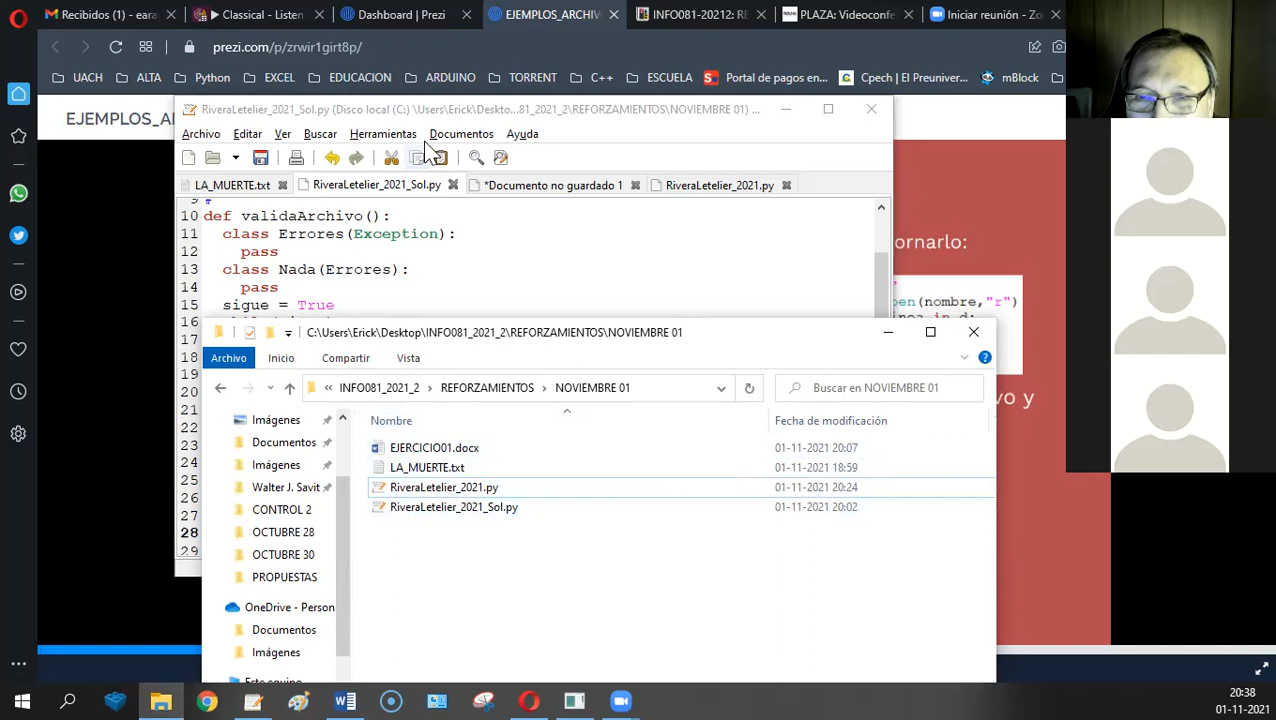 Recibidos (12) - earav
Classical - Listen
Dashboard | Prezi
EJEMPLOS_ARCHIV
INFO081-20212: R
PLAZA: Videoconfe
Iniciar reunión - Zo
prezi.com/p/zrwir1girt8p/
UACH ALTA Python EXCEL EDUCACION ARDUINO TORRENT C++ ESCUELA Portal de pagos en... Cpech | El Preuniver... mBlock
EJEMPLOS_A
RiveraLetelier_2021_Sol.py (Disco local (C:) \Users\Erick\Deskto...81_2021_2\REFORZAMIENTOS\NOVIEMBRE 01) ...
Archivo Editar Ver Buscar Herramientas Documentos Ayuda
LA_MUERTE.txt RiveraLetelier_2021_Sol.py *Documento no guardado 1 RiveraLetelier_2021.py
9 #
10 def validaArchivo():
11 class Errores(Exception):
12 pass
13 class Nada(Errores):
14 pass
15 sigue = True
16
17
18
19
20
21
22
23
24
25
26
27
28
29
ornarlo:
pen(nombre,"r")
in d:
vo y
C:\Users\Erick\Desktop\INFO081_2021_2\REFORZAMIENTOS\NOVIEMBRE 01
Archivo Inicio Compartir Vista
« INFO081_2021_2 > REFORZAMIENTOS > NOVIEMBRE 01
Buscar en NOVIEMBRE 01
Nombre Fecha de modificación
EJERCICIO01.docx 01-11-2021 20:07
LA_MUERTE.txt 01-11-2021 18:59
RiveraLetelier_2021.py 01-11-2021 20:24
RiveraLetelier_2021_Sol.py 01-11-2021 20:02
Imágenes
Documentos
Imágenes
Walter J. Savit
CONTROL 2
OCTUBRE 28
OCTUBRE 30
PROPUESTAS
OneDrive - Person
Documentos
Imágenes
Este equipo
20:38
01-11-2021